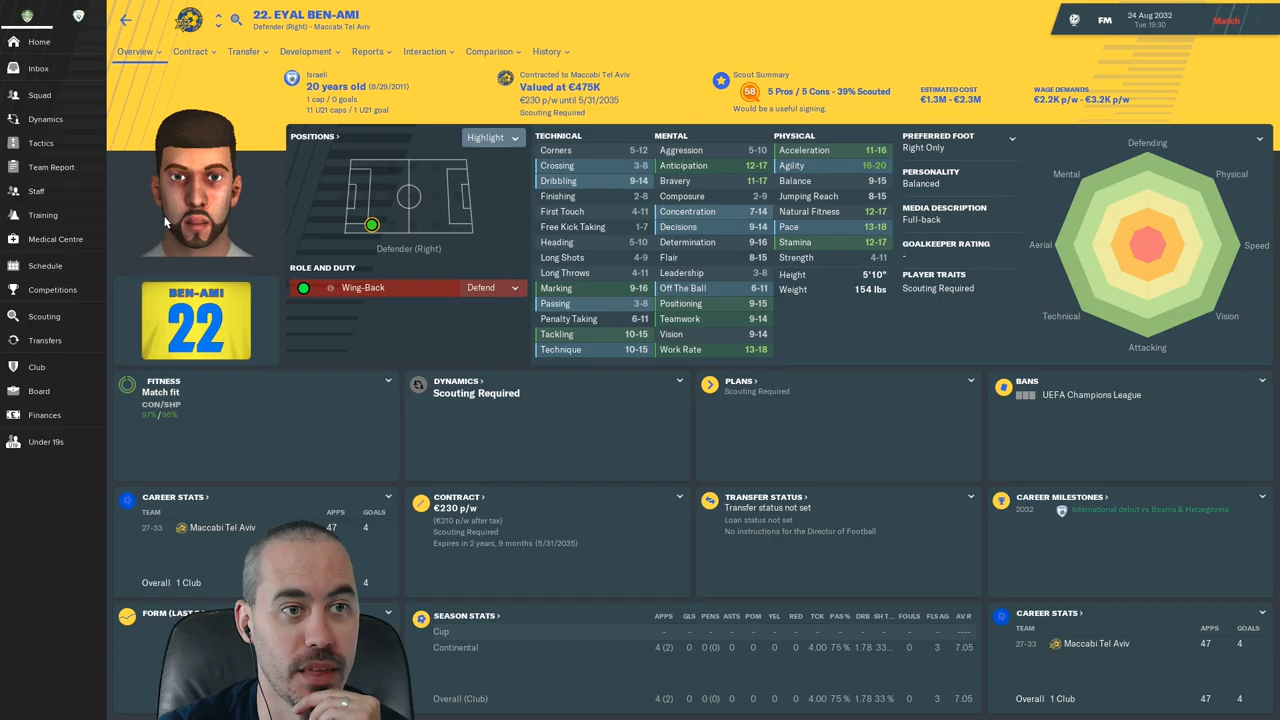 22. EYAL BEN-AMI
Defender (Right) - Maccabi Tel Aviv
24 Aug 2032
Tue 19:30
FM
Match
Home
Inbox
Squad
Dynamics
Tactics
Team Report
Staff
Training
Medical Centre
Schedule
Competitions
Scouting
Transfers
Club
Board
Finances
Under 19s
Overview
Contract
Transfer
Development
Reports
Interaction
Comparison
History
Israeli
20 years old (8/29/2011)
1 cap / 0 goals
11 U21 caps / 1 U21 goal
Contracted to Maccabi Tel Aviv
Valued at €475K
€230 p/w until 5/31/2035
Scouting Required
Scout Summary
58
5 Pros / 5 Cons - 39% Scouted
Would be a useful signing.
ESTIMATED COST
€1.3M - €2.3M
WAGE DEMANDS
€2.2K p/w - €3.2K p/w
POSITIONS >
Highlight
Defender (Right)
ROLE AND DUTY
Wing-Back Defend
TECHNICAL
Corners 5-12
Crossing 3-8
Dribbling 9-14
Finishing 2-8
First Touch 4-11
Free Kick Taking 1-7
Heading 5-10
Long Shots 4-9
Long Throws 4-11
Marking 9-16
Passing 3-8
Penalty Taking 6-11
Tackling 10-15
Technique 10-15
MENTAL
Aggression 5-10
Anticipation 12-17
Bravery 11-17
Composure 2-9
Concentration 7-14
Decisions 9-14
Determination 9-16
Flair 8-15
Leadership 3-8
Off The Ball 6-11
Positioning 9-15
Teamwork 9-14
Vision 9-14
Work Rate 13-18
PHYSICAL
Acceleration 11-16
Agility 16-20
Balance 9-15
Jumping Reach 8-15
Natural Fitness 12-17
Pace 13-18
Stamina 12-17
Strength 4-11
Height 5'10"
Weight 154 lbs
PREFERRED FOOT
Right Only
PERSONALITY
Balanced
MEDIA DESCRIPTION
Full-back
GOALKEEPER RATING
-
PLAYER TRAITS
Scouting Required
Defending
Physical
Speed
Vision
Attacking
Technical
Aerial
Mental
BEN-AMI
22
FITNESS
Match fit
CON/SHP
97%/96%
DYNAMICS >
Scouting Required
PLANS >
Scouting Required
BANS
UEFA Champions League
CAREER STATS >
TEAM APPS GOALS
27-33 Maccabi Tel Aviv 47 4
Overall 1 Club 4
CONTRACT >
€230 p/w
(€210 p/w after tax)
Scouting Required
Expires in 2 years, 9 months (5/31/2035)
TRANSFER STATUS >
Transfer status not set
Loan status not set
No instructions for the Director of Football
CAREER MILESTONES >
2032 International debut vs Bosnia & Herzegovina
FORM (LAST
SEASON STATS >
APPS GLS PENS ASTS POM YEL RED TCK PAS% DRB SH T... FOULS FLS AG AV R
Cup - - - - - - - - - - - - - ----
Continental 4 (2) 0 0 (0) 0 0 0 0 4.00 75 % 1.78 33... 0 3 7.05
Overall (Club) 4 (2) 0 0 (0) 0 0 0 0 4.00 75 % 1.78 33 % 0 3 7.05
CAREER STATS >
TEAM APPS GOALS
27-33 Maccabi Tel Aviv 47 4
Overall 1 Club 47 4